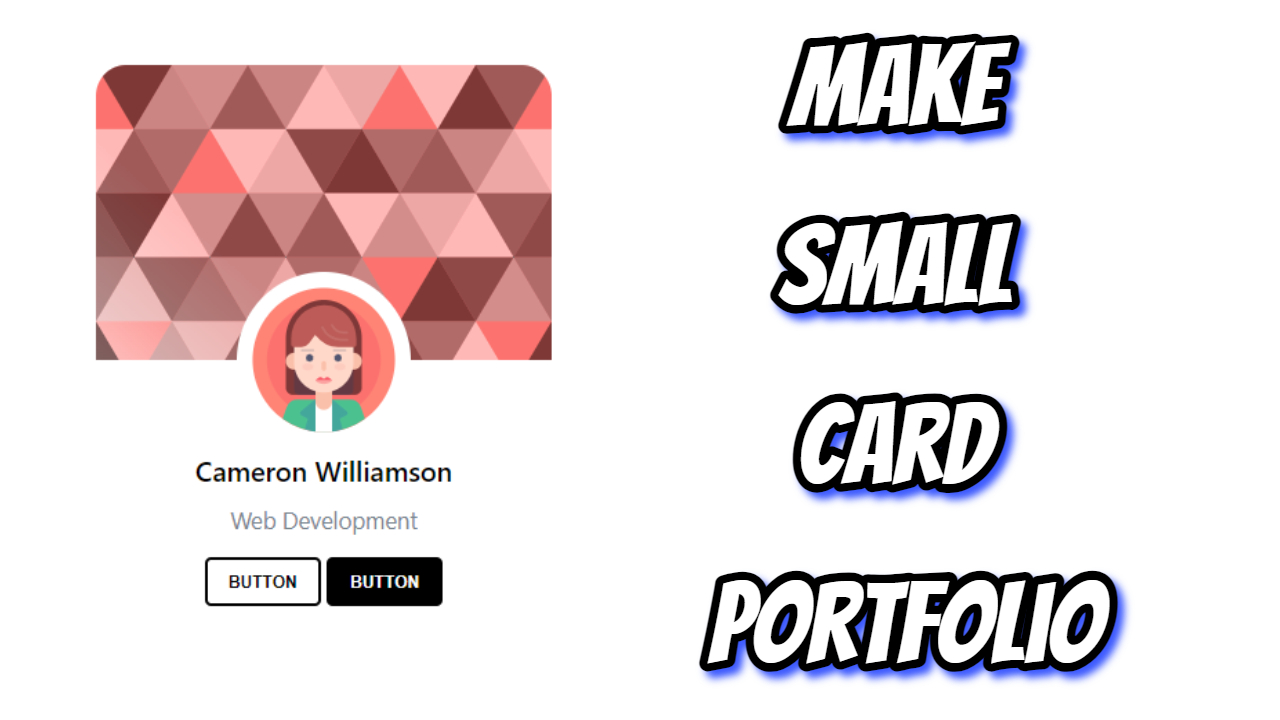 Cameron Williamson
Web Development
BUTTON BUTTON
MAKE
SMALL
CARD
PORTFOLIO